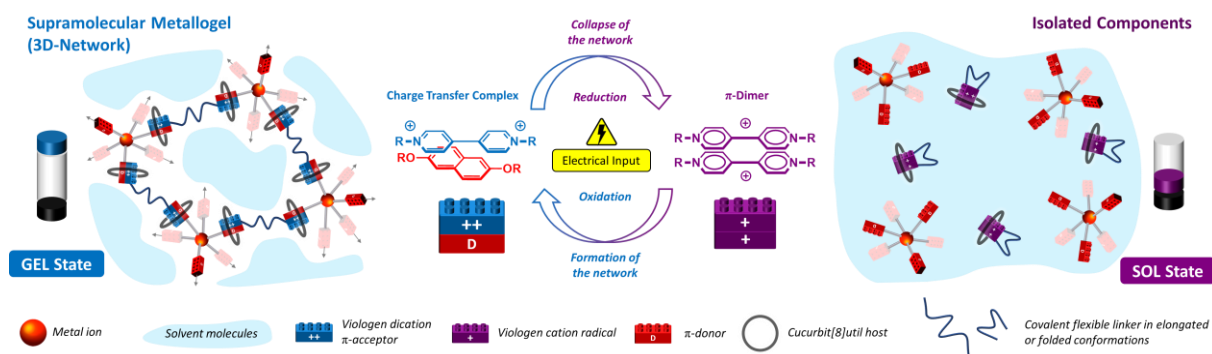 Supramolecular Metallogel
(3D-Network)
GEL State
Collapse of
the network
Reduction
Charge Transfer Complex
π-Dimer
R–N
N–R
RO
OR
R–N
N–R
R–N
N–R
Electrical Input
Oxidation
Formation of
the network
++
D
+
+
Isolated Components
SOL State
Metal ion
Solvent molecules
++
Viologen dication
π-acceptor
+
Viologen cation radical
D
π-donor
Cucurbit[8]util host
Covalent flexible linker in elongated
or folded conformations